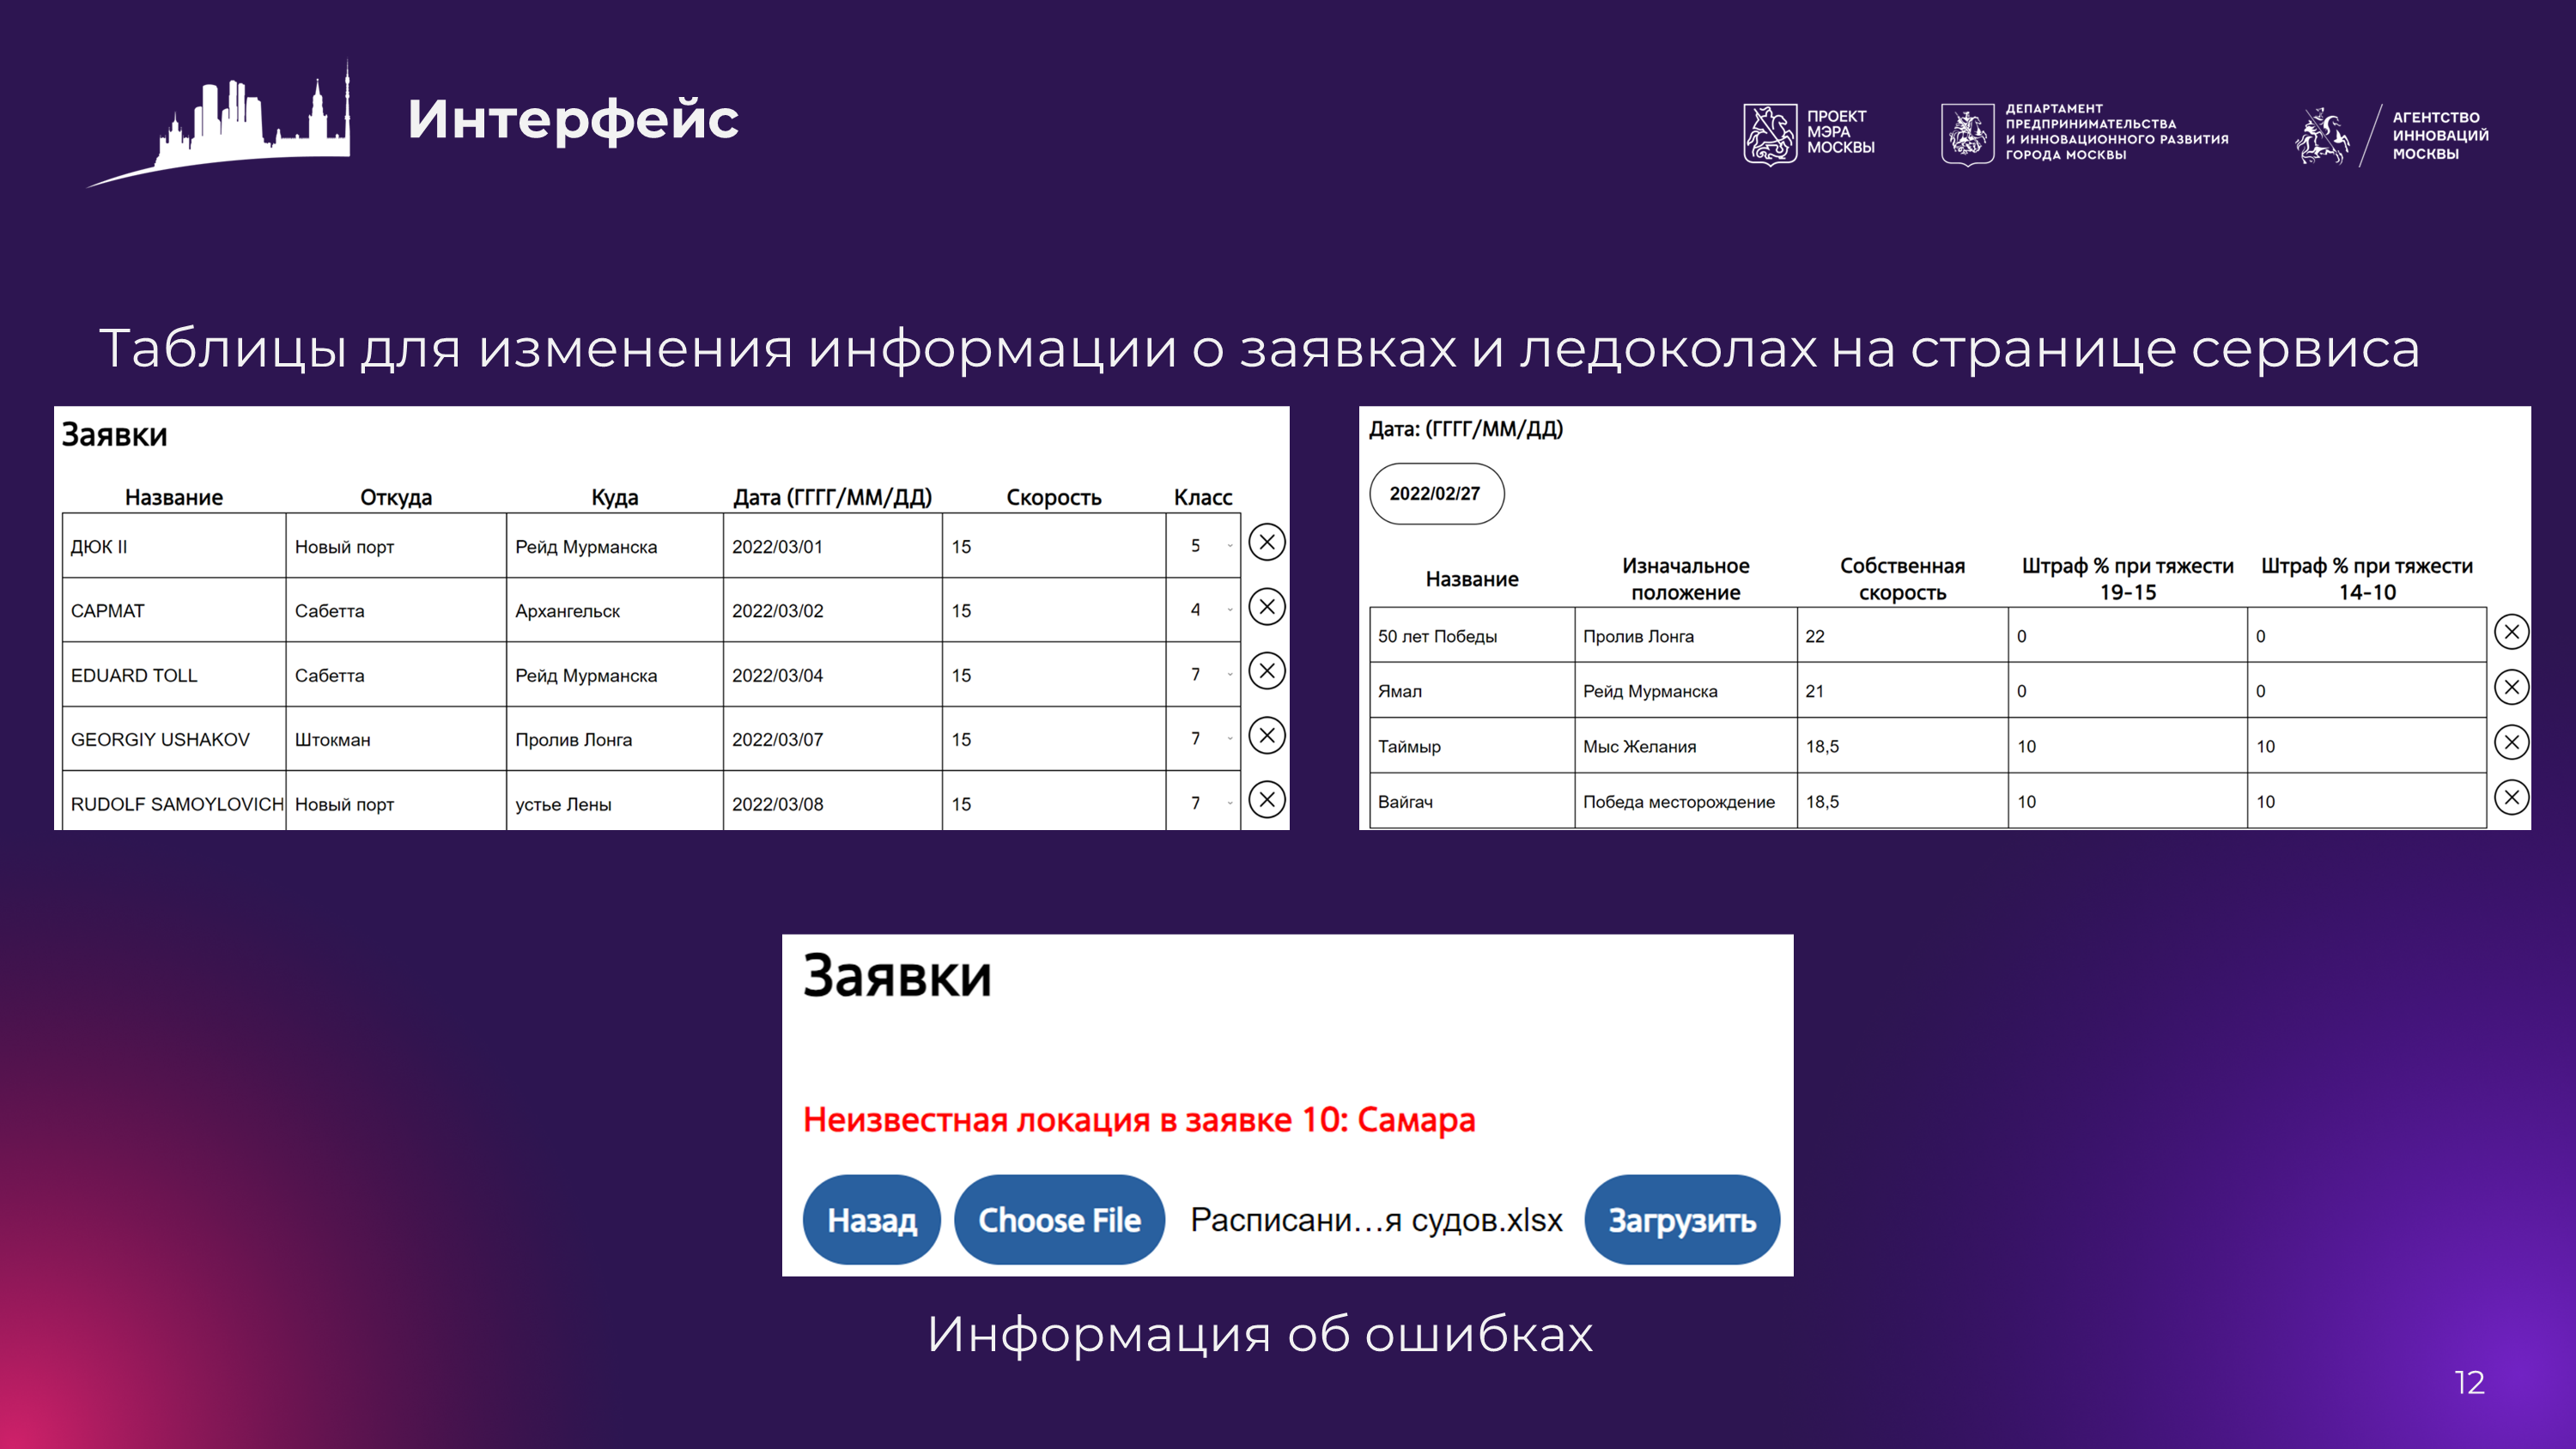 Интерфейс
ПРОЕКТ
МЭРА
МОСКВЫ
ДЕПАРТАМЕНТ
ПРЕДПРИНИМАТЕЛЬСТВА
И ИННОВАЦИОННОГО РАЗВИТИЯ
ГОРОДА МОСКВЫ
АГЕНТСТВО
ИННОВАЦИЙ
МОСКВЫ
Таблицы для изменения информации о заявках и ледоколах на странице сервиса
Заявки
Название Откуда Куда Дата (ГГГГ/ММ/ДД) Скорость Класс
ДЮК II Новый порт Рейд Мурманска 2022/03/01 15 5
САРМАТ Сабетта Архангельск 2022/03/02 15 4
EDUARD TOLL Сабетта Рейд Мурманска 2022/03/04 15 7
GEORGIY USHAKOV Штокман Пролив Лонга 2022/03/07 15 7
RUDOLF SAMOYLOVICH Новый порт устье Лены 2022/03/08 15 7
Дата: (ГГГГ/ММ/ДД)
2022/02/27
Название Изначальное положение Собственная скорость Штраф % при тяжести 19-15 Штраф % при тяжести 14-10
50 лет Победы Пролив Лонга 22 0 0
Ямал Рейд Мурманска 21 0 0
Таймыр Мыс Желания 18,5 10 10
Вайгач Победа месторождение 18,5 10 10
Заявки
Неизвестная локация в заявке 10: Самара
Назад Choose File Расписани...я судов.xlsx Загрузить
Информация об ошибках
12